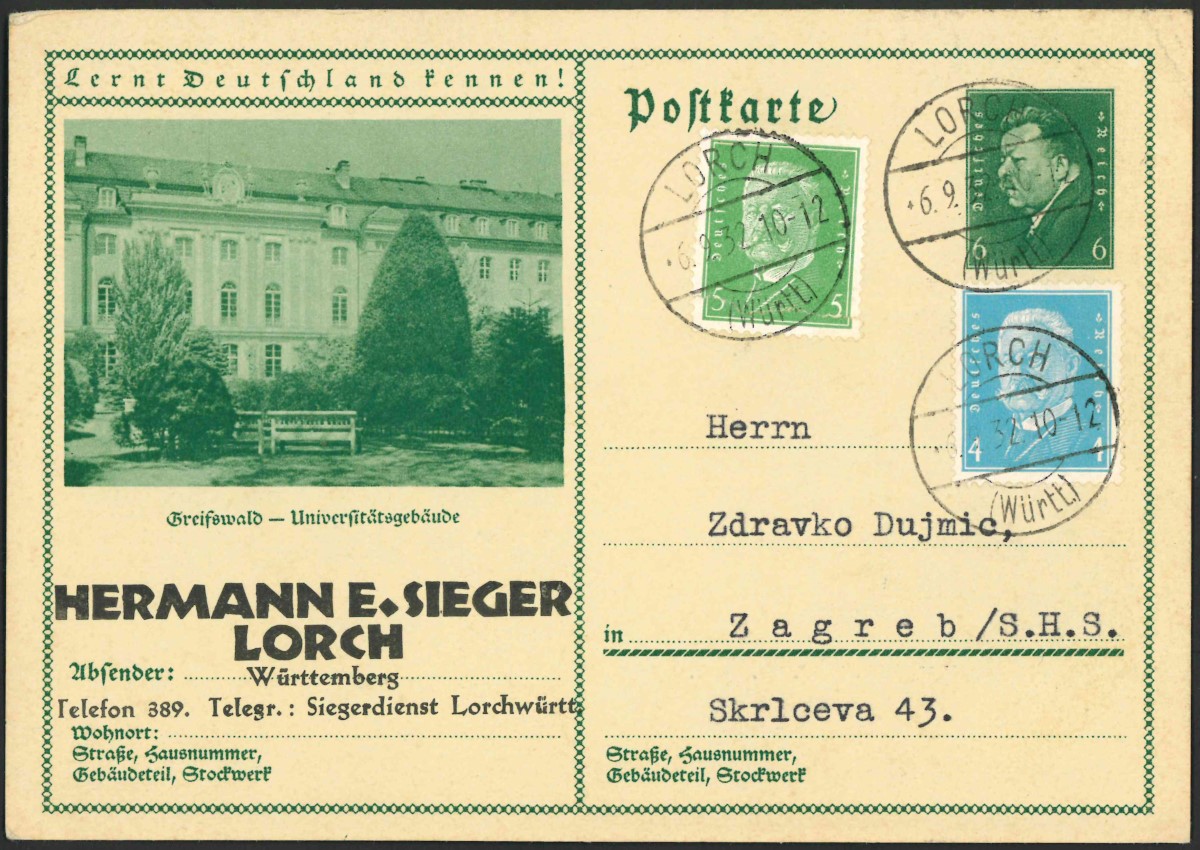 Lernt Deutschland kennen!
Greifswald — Universitätsgebäude
HERMANN E. SIEGER
LORCH
Absender:
Württemberg
Telefon 389. Telegr.: Siegerdienst Lorchwürtt.
Wohnort:
Straße, Hausnummer,
Gebäudeteil, Stockwerk
Postkarte
LORCH
6.9.32 10-12
(Württ)
Deutsches Reich
5 5
LORCH
6.9.
(Württ)
Deutsches Reich
6 6
LORCH
32.10-12
(Württ)
Deutsches Reich
4 4
Herrn
Zdravko Dujmic,
in Zagreb/S.H.S.
Skrlceva 43.
Straße, Hausnummer,
Gebäudeteil, Stockwerk